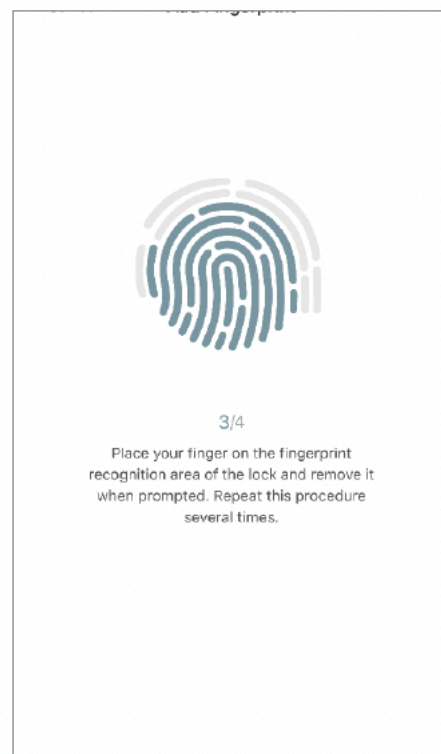 3/4
Place your finger on the fingerprint
recognition area of the lock and remove it
when prompted. Repeat this procedure
several times.